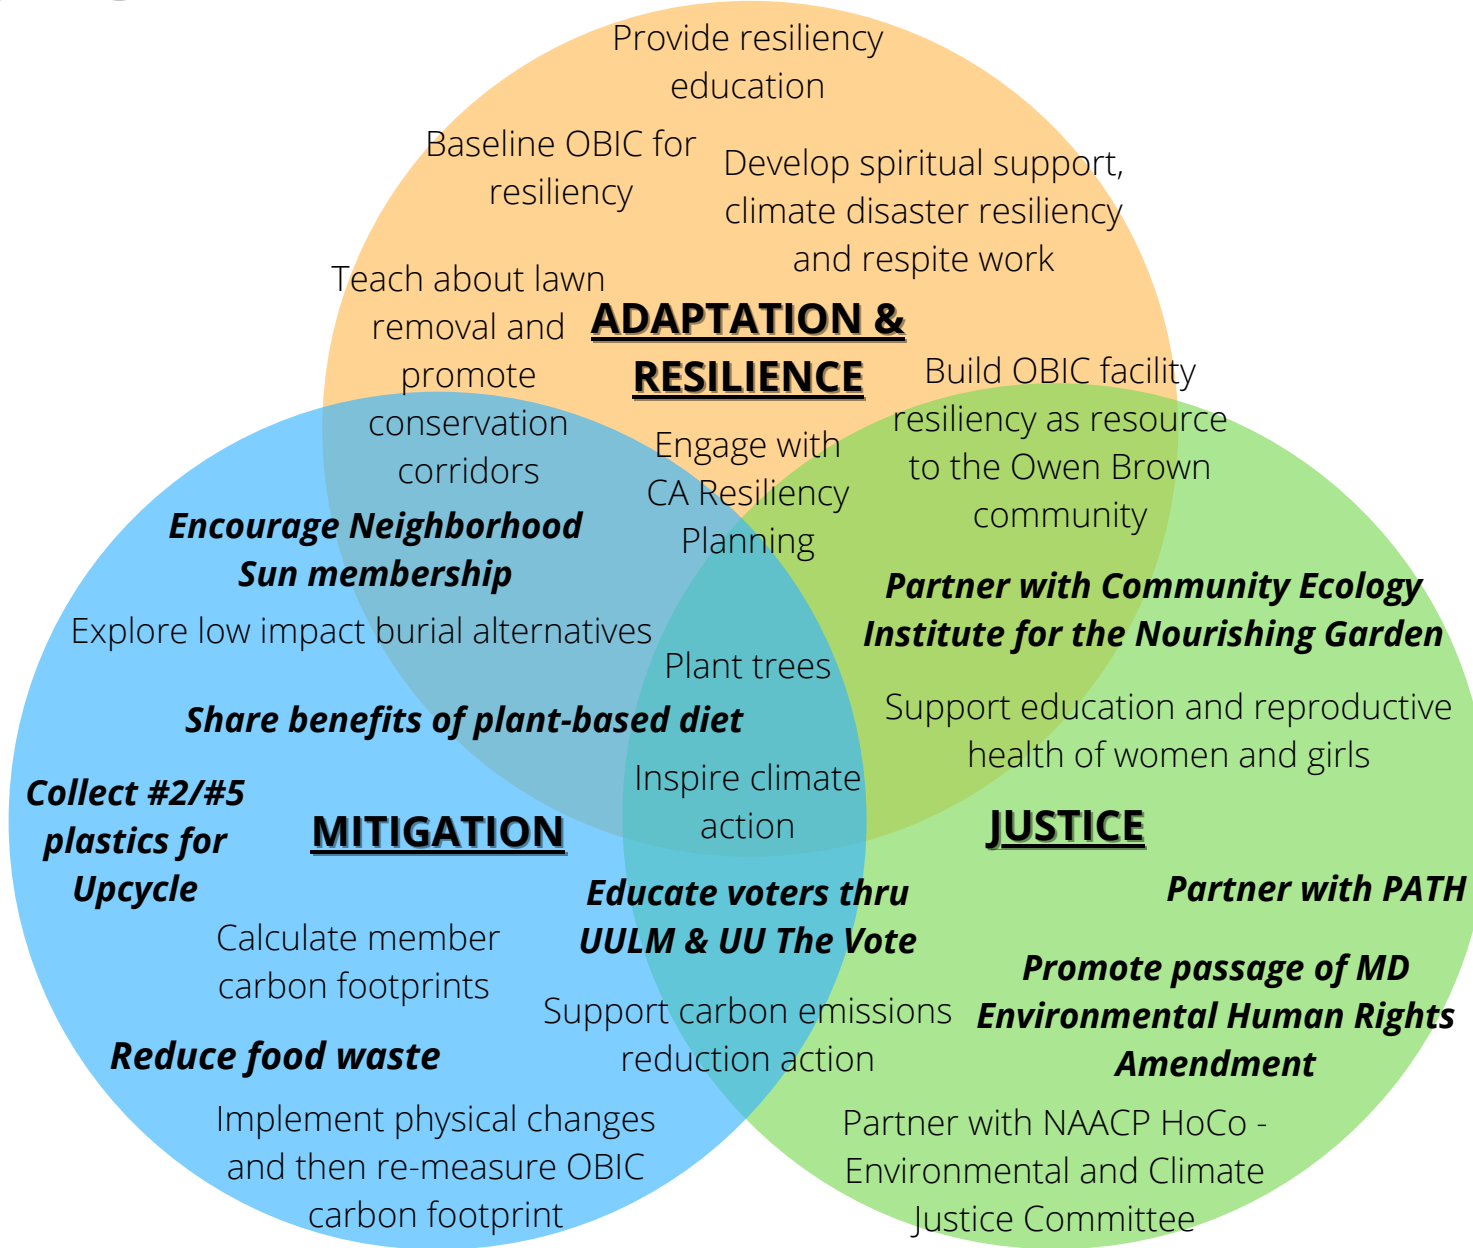 Provide resiliency
education
Baseline OBIC for
resiliency
Develop spiritual support,
climate disaster resiliency
and respite work
Teach about lawn
removal and
promote
conservation
corridors
ADAPTATION &
RESILIENCE
Engage with
CA Resiliency
Planning
Build OBIC facility
resiliency as resource
to the Owen Brown
community
Encourage Neighborhood
Sun membership
Explore low impact burial alternatives
Partner with Community Ecology
Institute for the Nourishing Garden
Plant trees
Share benefits of plant-based diet
Support education and reproductive
health of women and girls
Inspire climate
action
Collect #2/#5
plastics for
Upcycle
MITIGATION
JUSTICE
Educate voters thru
UULM & UU The Vote
Partner with PATH
Calculate member
carbon footprints
Promote passage of MD
Environmental Human Rights
Amendment
Support carbon emissions
reduction action
Reduce food waste
Implement physical changes
and then re-measure OBIC
carbon footprint
Partner with NAACP HoCo -
Environmental and Climate
Justice Committee